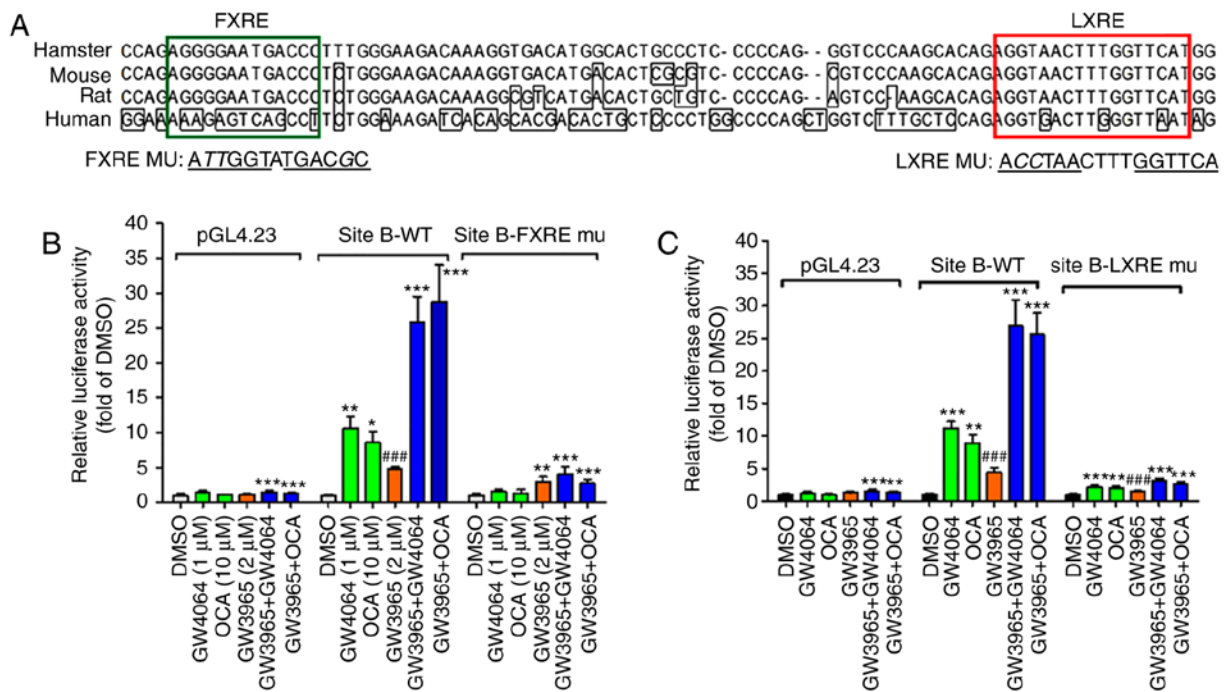 A
FXRE
LXRE
Hamster CCAGAGGGGAATGACCCTTTGGGAAGACAAAGGTGACATGGCACTGCCCTC-CCCCAG--GGTCCCAAGCACAGAGGTAACTTTGGTTCATGG
Mouse CCAGAGGGGAATGACCCTCTGGGAAGACAAAGGTGACATGACACTCGCGTC-CCCCAG--CGTCCCAAGCACAGAGGTAACTTTGGTTCATGG
Rat CCAGAGGGGAATGACCCTCTGGGAAGACAAAGGCGTCATGACACTGCTGTC-CCCCAG--AGTCC-AAGCACAGAGGTAACTTTGGTTCATGG
Human GGAAAAAGAGTCAGCCTTCTGGAAAGATCACAGCACGACACTGCTCCCCTGGCCCCAGCTGGTCTTTGCTCCAGAGGTGACTTGGGTTAATAG
FXRE MU: ATTGGTATGACGC
LXRE MU: ACCTAACTTTGGTTCA
B
Relative luciferase activity
(fold of DMSO)
40
35
30
25
20
15
10
5
0
pGL4.23
Site B-WT
Site B-FXRE mu
*** ***
** * ### *** ***
** *** ***
DMSO
GW4064 (1 µM)
OCA (10 µM)
GW3965 (2 µM)
GW3965+GW4064
GW3965+OCA
DMSO
GW4064 (1 µM)
OCA (10 µM)
GW3965 (2 µM)
GW3965+GW4064
GW3965+OCA
DMSO
GW4064 (1 µM)
OCA (10 µM)
GW3965 (2 µM)
GW3965+GW4064
GW3965+OCA
C
Relative luciferase activity
(fold of DMSO)
40
35
30
25
20
15
10
5
0
pGL4.23
Site B-WT
site B-LXRE mu
*** ***
*** ** ### *** ***
*** ** ### *** ***
DMSO
GW4064
OCA
GW3965
GW3965+GW4064
GW3965+OCA
DMSO
GW4064
OCA
GW3965
GW3965+GW4064
GW3965+OCA
DMSO
GW4064
OCA
GW3965
GW3965+GW4064
GW3965+OCA